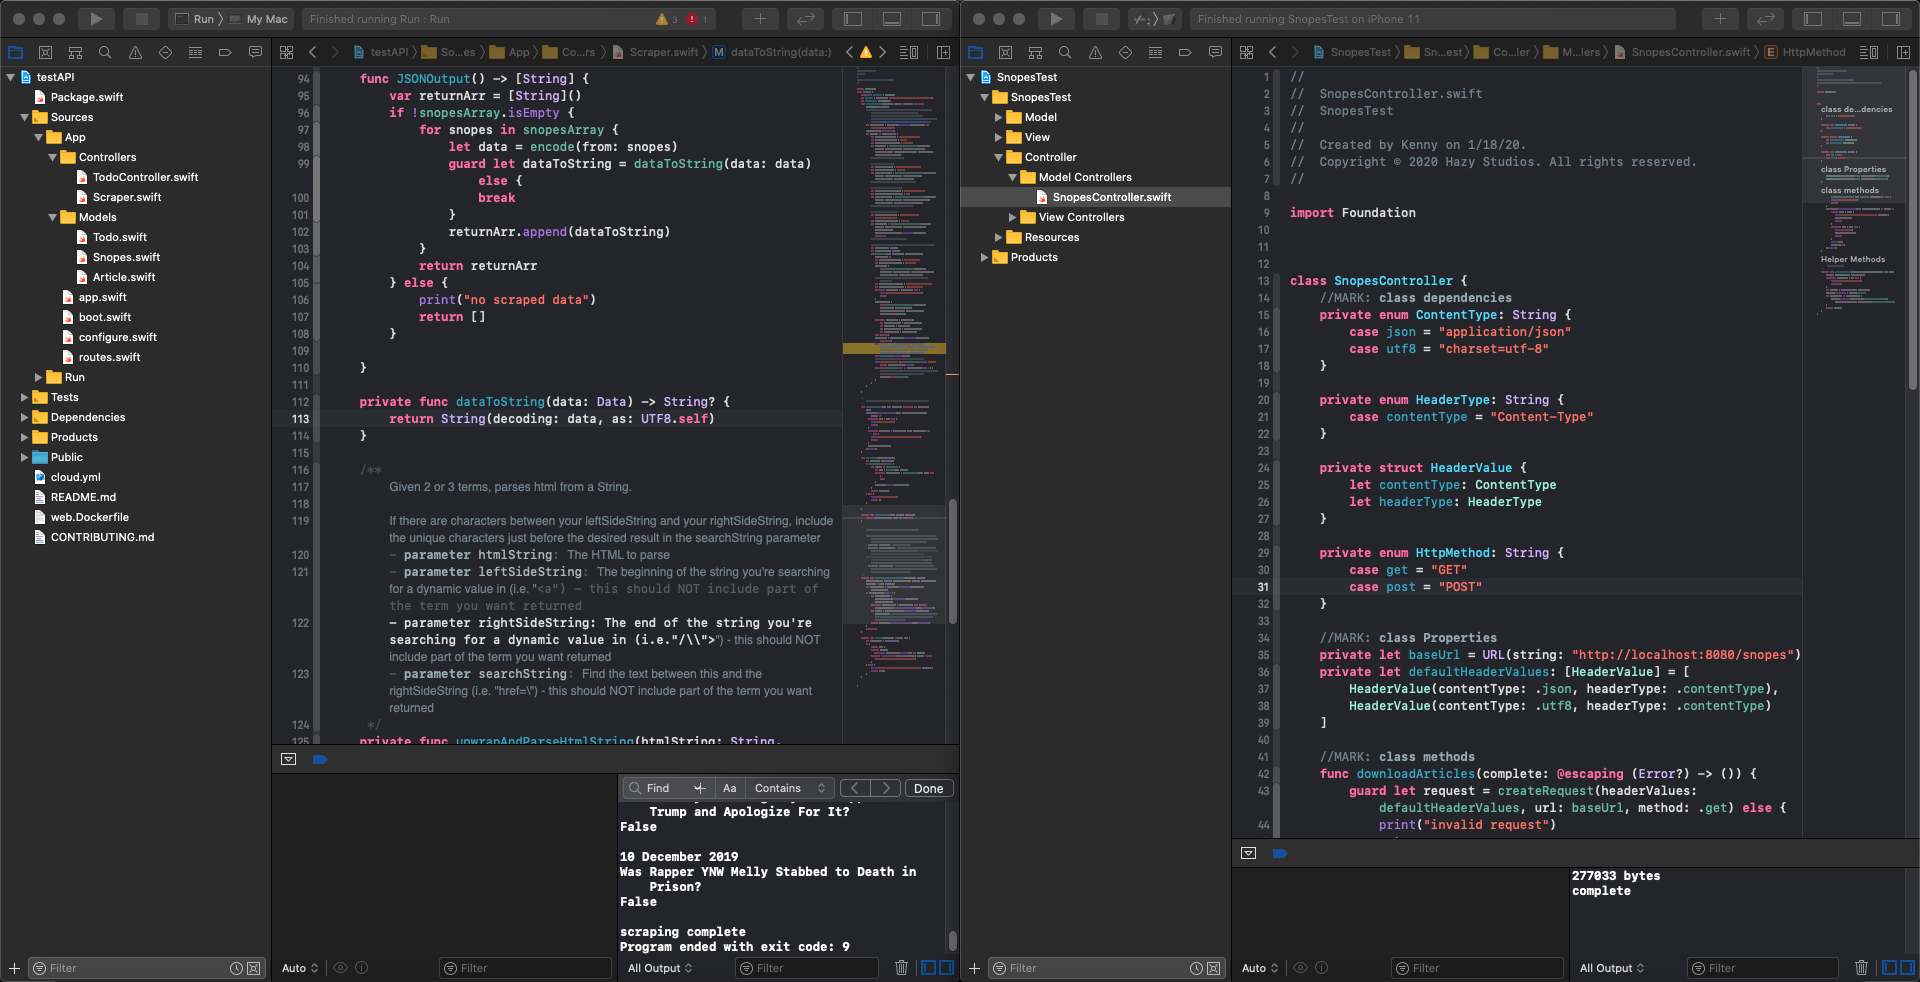 Run
My Mac
Finished running Run : Run
3
1
Finished running SnopesTest on iPhone 11
testAPI
So...es
App
Co...rs
Scraper.swift
M
dataToString(data:)
SnopesTest
Sn...est
Co...ler
M...lers
SnopesController.swift
E
HttpMethod
testAPI
Package.swift
Sources
App
Controllers
TodoController.swift
Scraper.swift
Models
Todo.swift
Snopes.swift
Article.swift
app.swift
boot.swift
configure.swift
routes.swift
Run
Tests
Dependencies
Products
Public
cloud.yml
README.md
web.Dockerfile
CONTRIBUTING.md
Filter
94 func JSONOutput() -> [String] {
95 var returnArr = [String]()
96 if !snopesArray.isEmpty {
97 for snopes in snopesArray {
98 let data = encode(from: snopes)
99 guard let dataToString = dataToString(data: data)
else {
100 break
101 }
102 returnArr.append(dataToString)
103 }
104 return returnArr
105 } else {
106 print("no scraped data")
107 return []
108 }
109
110 }
111
112 private func dataToString(data: Data) -> String? {
113 return String(decoding: data, as: UTF8.self)
114 }
115
116 /**
117 Given 2 or 3 terms, parses html from a String.
118
119 If there are characters between your leftSideString and your rightSideString, include
the unique characters just before the desired result in the searchString parameter
120 - parameter htmlString: The HTML to parse
121 - parameter leftSideString: The beginning of the string you're searching
for a dynamic value in (i.e. "<a") - this should NOT include part of
the term you want returned
122 - parameter rightSideString: The end of the string you're
searching for a dynamic value in (i.e."/\\">") - this should NOT
include part of the term you want returned
123 - parameter searchString: Find the text between this and the
rightSideString (i.e. "href=\") - this should NOT include part of the term you want
returned
124 */
125 private func unwrapAndParseHtmlString(htmlString: String,
Find
Aa
Contains
Done
Trump and Apologize For It?
False
10 December 2019
Was Rapper YNW Melly Stabbed to Death in
Prison?
False
scraping complete
Program ended with exit code: 9
Auto
Filter
All Output
Filter
SnopesTest
SnopesTest
Model
View
Controller
Model Controllers
SnopesController.swift
View Controllers
Resources
Products
Filter
1 //
2 // SnopesController.swift
3 // SnopesTest
4 //
5 // Created by Kenny on 1/18/20.
6 // Copyright © 2020 Hazy Studios. All rights reserved.
7 //
8
9 import Foundation
10
11
12
13 class SnopesController {
14 //MARK: class dependencies
15 private enum ContentType: String {
16 case json = "application/json"
17 case utf8 = "charset=utf-8"
18 }
19
20 private enum HeaderType: String {
21 case contentType = "Content-Type"
22 }
23
24 private struct HeaderValue {
25 let contentType: ContentType
26 let headerType: HeaderType
27 }
28
29 private enum HttpMethod: String {
30 case get = "GET"
31 case post = "POST"
32 }
33
34 //MARK: class Properties
35 private let baseUrl = URL(string: "http://localhost:8080/snopes")
36 private let defaultHeaderValues: [HeaderValue] = [
37 HeaderValue(contentType: .json, headerType: .contentType),
38 HeaderValue(contentType: .utf8, headerType: .contentType)
39 ]
40
41 //MARK: class methods
42 func downloadArticles(complete: @escaping (Error?) -> ()) {
43 guard let request = createRequest(headerValues:
defaultHeaderValues, url: baseUrl, method: .get) else {
44 print("invalid request")
class de...dencies
class Properties
class methods
Helper Methods
277033 bytes
complete
Auto
Filter
All Output
Filter